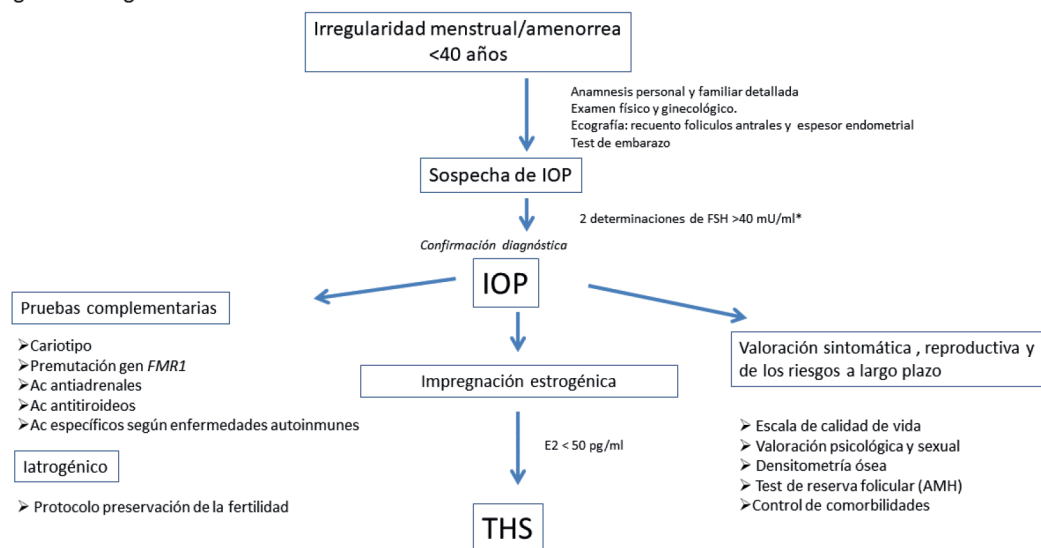 Irregularidad menstrual/amenorrea
<40 años
Anamnesis personal y familiar detallada
Examen físico y ginecológico.
Ecografía: recuento foliculos antrales y espesor endometrial
Test de embarazo
Sospecha de IOP
2 determinaciones de FSH >40 mU/ml*
Confirmación diagnóstica
IOP
Pruebas complementarias
➢Cariotipo
➢Premutación gen FMR1
➢Ac antiadrenales
➢Ac antitiroideos
➢Ac específicos según enfermedades autoinmunes
Iatrogénico
➢ Protocolo preservación de la fertilidad
Impregnación estrogénica
E2 < 50 pg/ml
THS
Valoración sintomática , reproductiva y
de los riesgos a largo plazo
➢ Escala de calidad de vida
➢ Valoración psicológica y sexual
➢ Densitometría ósea
➢ Test de reserva folicular (AMH)
➢Control de comorbilidades